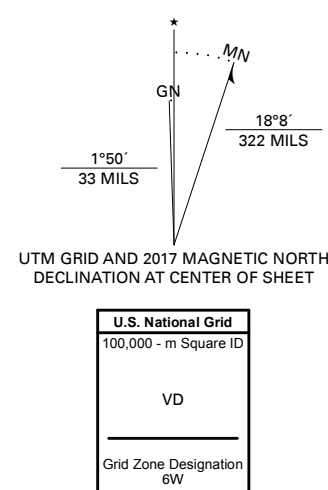 ★
MN
GN
18°8´
322 MILS
1°50´
33 MILS
UTM GRID AND 2017 MAGNETIC NORTH
DECLINATION AT CENTER OF SHEET
U.S. National Grid
100,000 - m Square ID
VD
Grid Zone Designation
6W